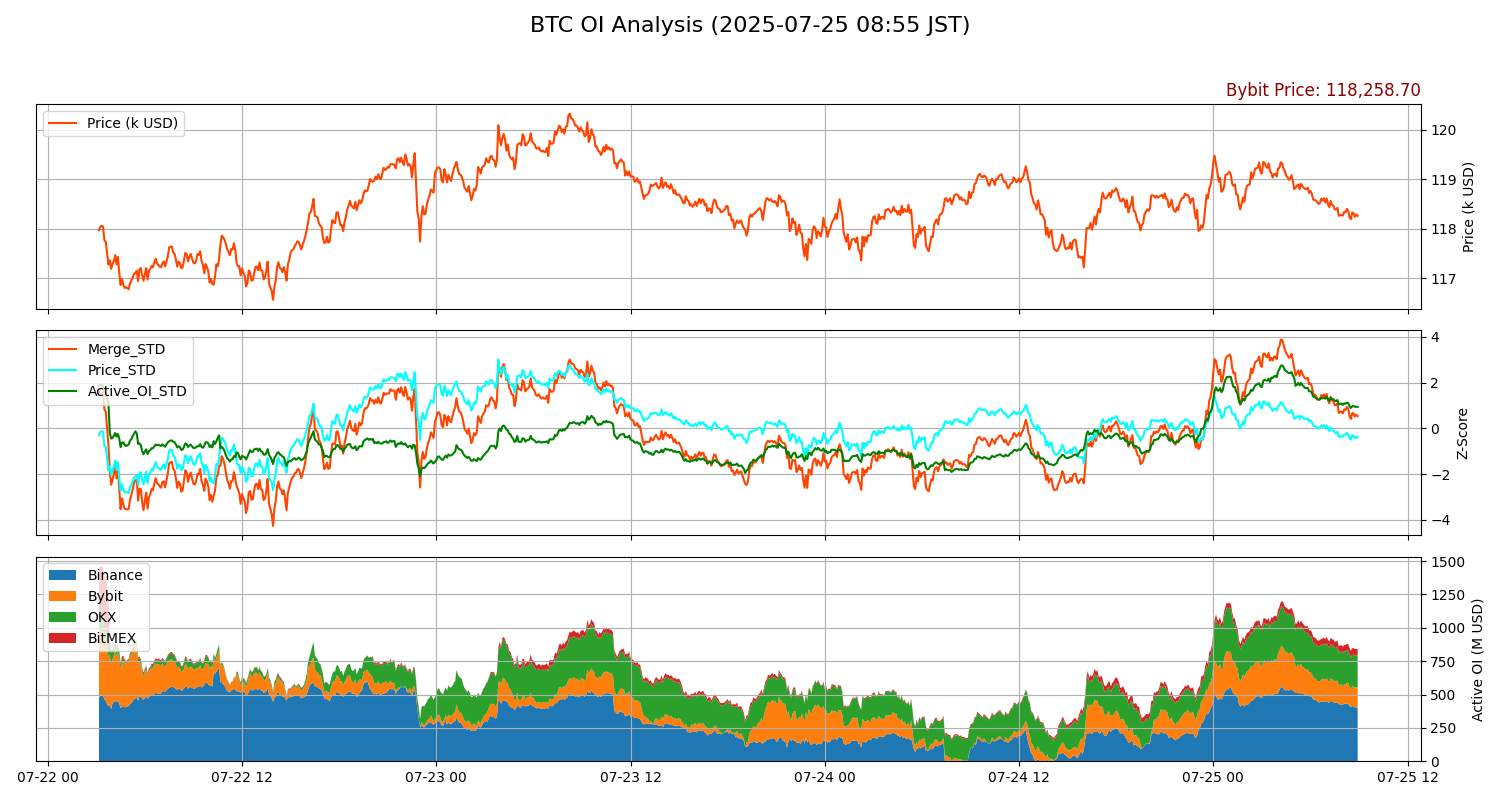 BTC OI Analysis (2025-07-25 08:55 JST)
Bybit Price: 118,258.70
Price (k USD)
120
119
118
117
Price (k USD)
Merge_STD
Price_STD
Active_OI_STD
4
2
0
−2
−4
Z-Score
Binance
Bybit
OKX
BitMEX
1500
1250
1000
750
500
250
0
Active OI (M USD)
07-22 00
07-22 12
07-23 00
07-23 12
07-24 00
07-24 12
07-25 00
07-25 12